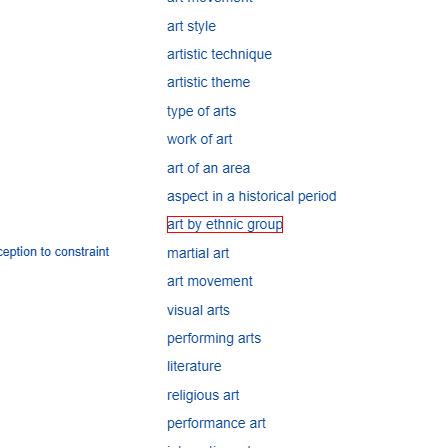 art style
artistic technique
artistic theme
type of arts
work of art
art of an area
aspect in a historical period
art by ethnic group
ception to constraint
martial art
art movement
visual arts
performing arts
literature
religious art
performance art